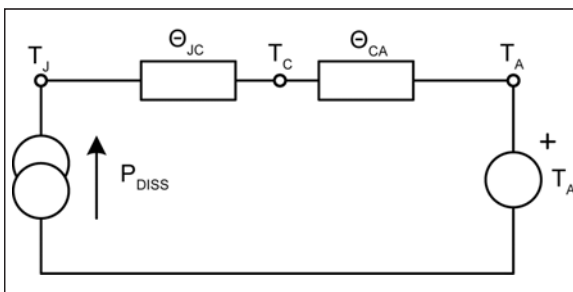 Θ_JC
Θ_CA
T_J
T_C
T_A
P_DISS
+
T_A